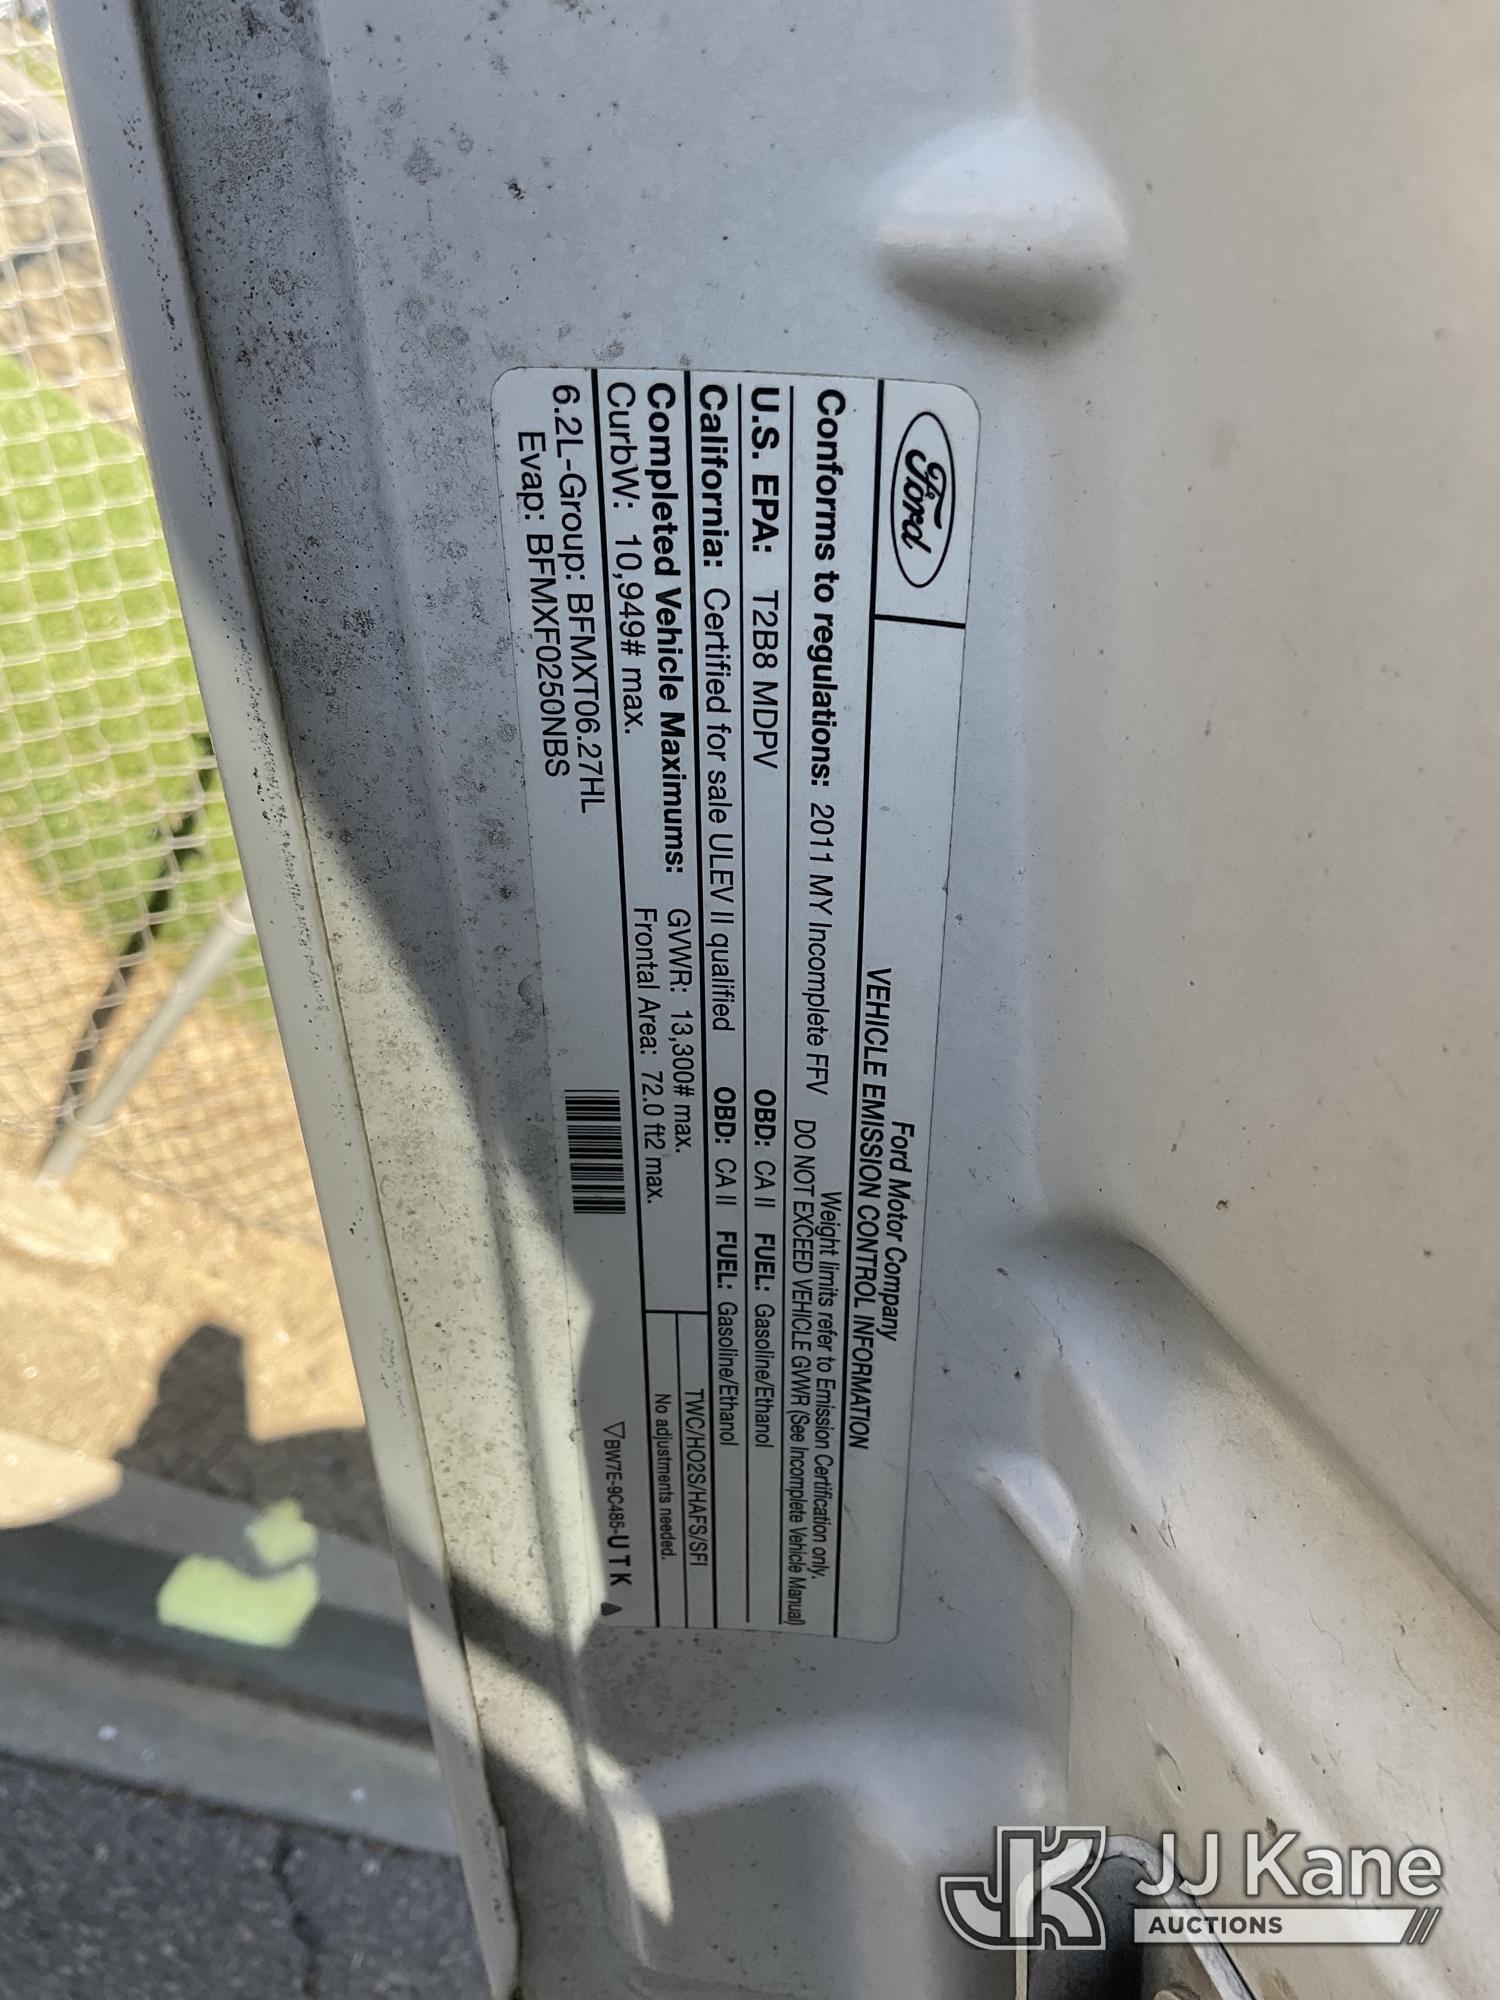 Ford
Ford Motor Company
VEHICLE EMISSION CONTROL INFORMATION
Conforms to regulations: 2011 MY Incomplete FFV
Weight limits refer to Emission Certification only.
DO NOT EXCEED VEHICLE GVWR (See Incomplete Vehicle Manual)
U.S. EPA: T2B8 MDPV OBD: CA II FUEL: Gasoline/Ethanol
California: Certified for sale ULEV II qualified OBD: CA II FUEL: Gasoline/Ethanol
Completed Vehicle Maximums: GVWR: 13,300# max.
CurbW: 10,949# max. Frontal Area: 72.0 ft2 max.
TWC/HO2S/HAFS/SFI
No adjustments needed.
6.2L-Group: BFMXT06.27HL
Evap: BFMXF0250NBS
BW7E-9C485-UTK
JK
JJ Kane
AUCTIONS